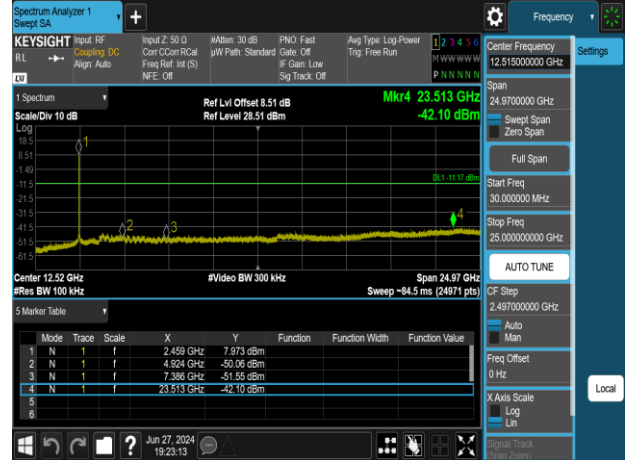 Spectrum Analyzer 1
Swept SA
+
Frequency
KEYSIGHT
RL
LXI
Input: RF
Coupling: DC
Align: Auto
Input Z: 50 Ω
Corr CCorr RCal
Freq Ref: Int (S)
NFE: Off
#Atten: 30 dB
µW Path: Standard
PNO: Fast
Gate: Off
IF Gain: Low
Sig Track: Off
Avg Type: Log-Power
Trig: Free Run
1 2 3 4 5 6
M W W W W W
P N N N N N
1 Spectrum
Scale/Div 10 dB
Ref Lvl Offset 8.51 dB
Ref Level 28.51 dBm
Mkr4 23.513 GHz
-42.10 dBm
Log
18.5
8.51
-1.49
-11.5
-21.5
-31.5
-41.5
-51.5
-61.5
1
2
3
4
DL1 -11.17 dBm
Center 12.52 GHz
#Res BW 100 kHz
#Video BW 300 kHz
Span 24.97 GHz
Sweep ~84.5 ms (24971 pts)
5 Marker Table
Mode Trace Scale X Y Function Function Width Function Value
1 N 1 f 2.459 GHz 7.973 dBm
2 N 1 f 4.924 GHz -50.06 dBm
3 N 1 f 7.386 GHz -51.55 dBm
4 N 1 f 23.513 GHz -42.10 dBm
5
6
?
Jun 27, 2024
19:23:13
Center Frequency
12.515000000 GHz
Settings
Span
24.9700000 GHz
Swept Span
Zero Span
Full Span
Start Freq
30.000000 MHz
Stop Freq
25.000000000 GHz
AUTO TUNE
CF Step
2.497000000 GHz
Auto
Man
Freq Offset
0 Hz
X Axis Scale
Log
Lin
Local
Signal Track
(Span Zoom)